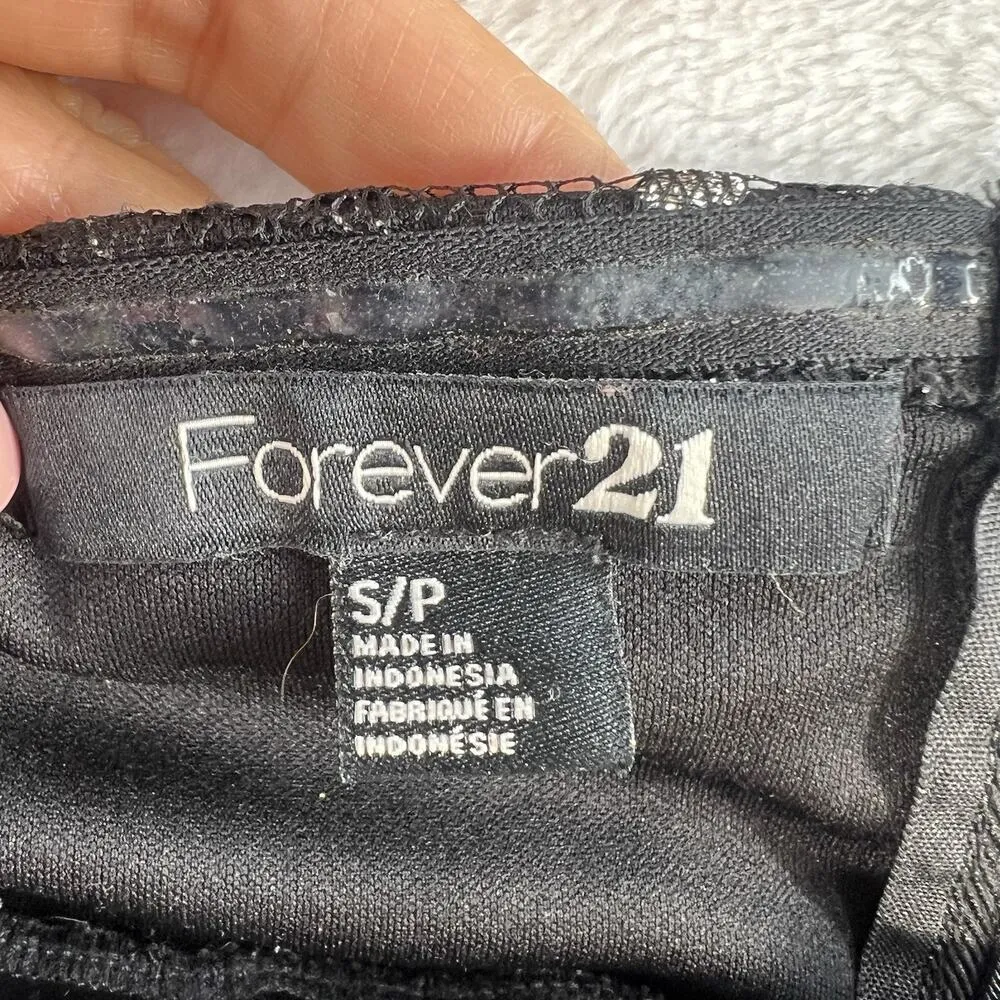 Forever21
S/P
MADE IN
INDONESIA
FABRIQUÉ EN
INDONÉSIE